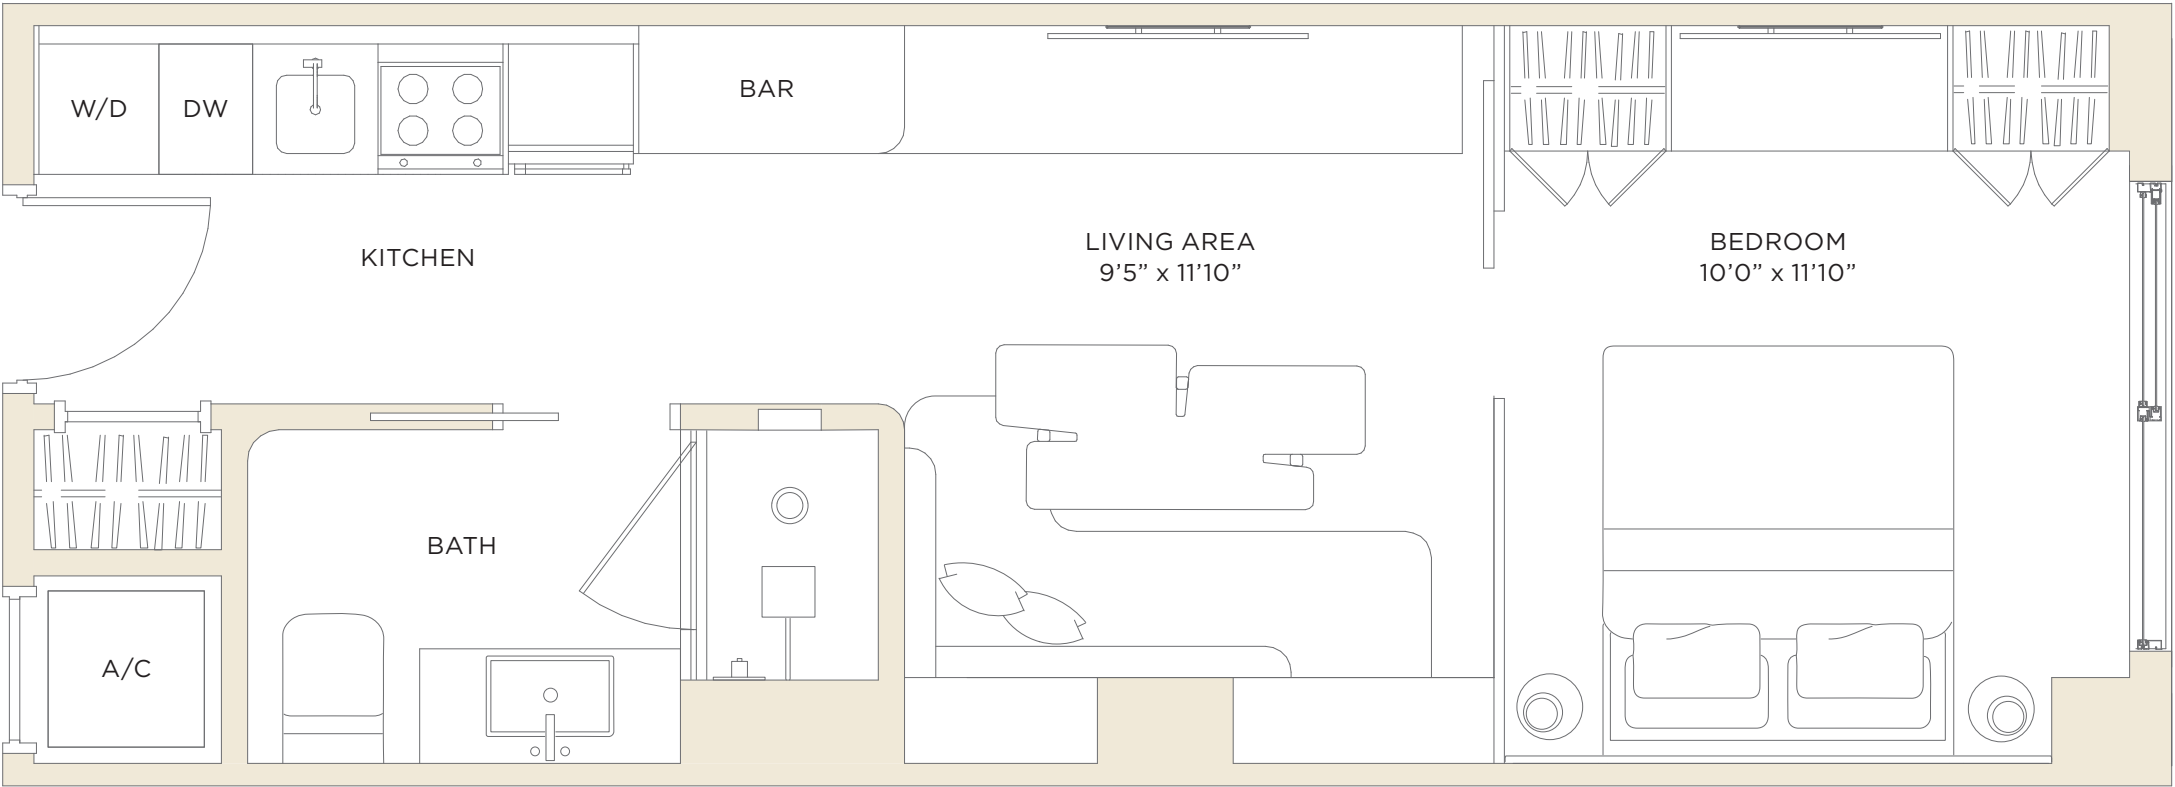 W/D
DW
BAR
KITCHEN
LIVING AREA
9’5” x 11’10”
BEDROOM
10’0” x 11’10”
BATH
A/C